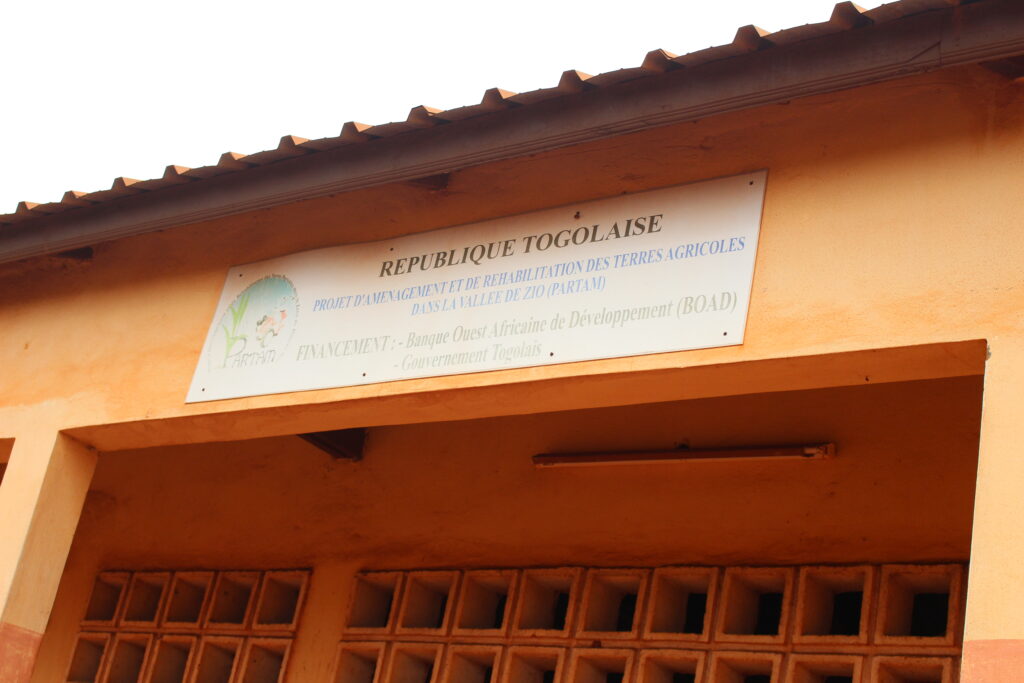 REPUBLIQUE TOGOLAISE
PROJET D'AMENAGEMENT ET DE REHABILITATION DES TERRES AGRICOLES
DANS LA VALLEE DE ZIO (PARTAM)
FINANCEMENT : - Banque Ouest Africaine de Développement (BOAD)
- Gouvernement Togolais
PARTAM